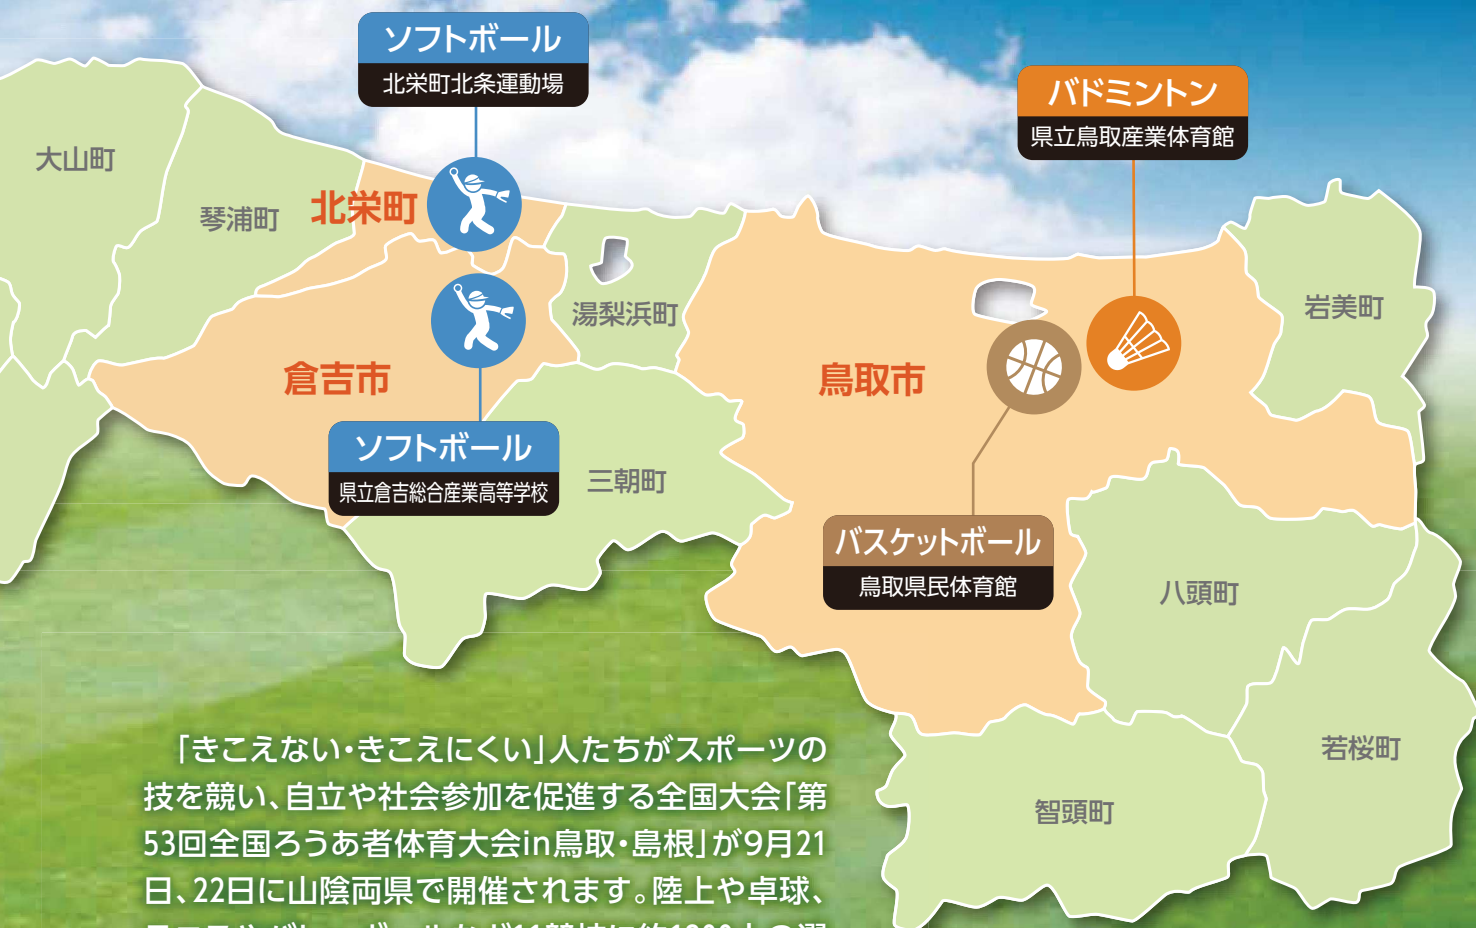 ソフトボール
北栄町北条運動場
バドミントン
県立鳥取産業体育館
大山町
琴浦町
北栄町
湯梨浜町
岩美町
倉吉市
鳥取市
ソフトボール
県立倉吉総合産業高等学校
三朝町
バスケットボール
鳥取県民体育館
八頭町
若桜町
智頭町
「きこえない・きこえにくい」人たちがスポーツの
技を競い、自立や社会参加を促進する全国大会「第
53回全国ろうあ者体育大会in鳥取・島根」が9月21
日、22日に山陰両県で開催されます。陸上や卓球、